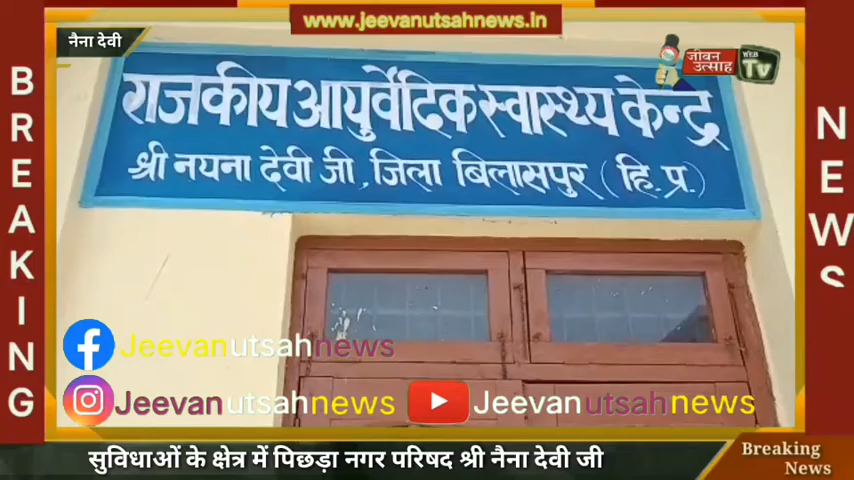 www.jeevanutsahnews.in
नैना देवी
जीवन उत्साह
WEB
TV
BREAKING
NEWS
राजकीय आयुर्वेदिक स्वास्थ्य केन्द्र
श्री नयना देवी जी, जिला बिलासपुर (हि. प्र.)
Jeevanutsahnews
Jeevanutsahnews
Jeevanutsahnews
सुविधाओं के क्षेत्र में पिछड़ा नगर परिषद श्री नैना देवी जी
Breaking
News